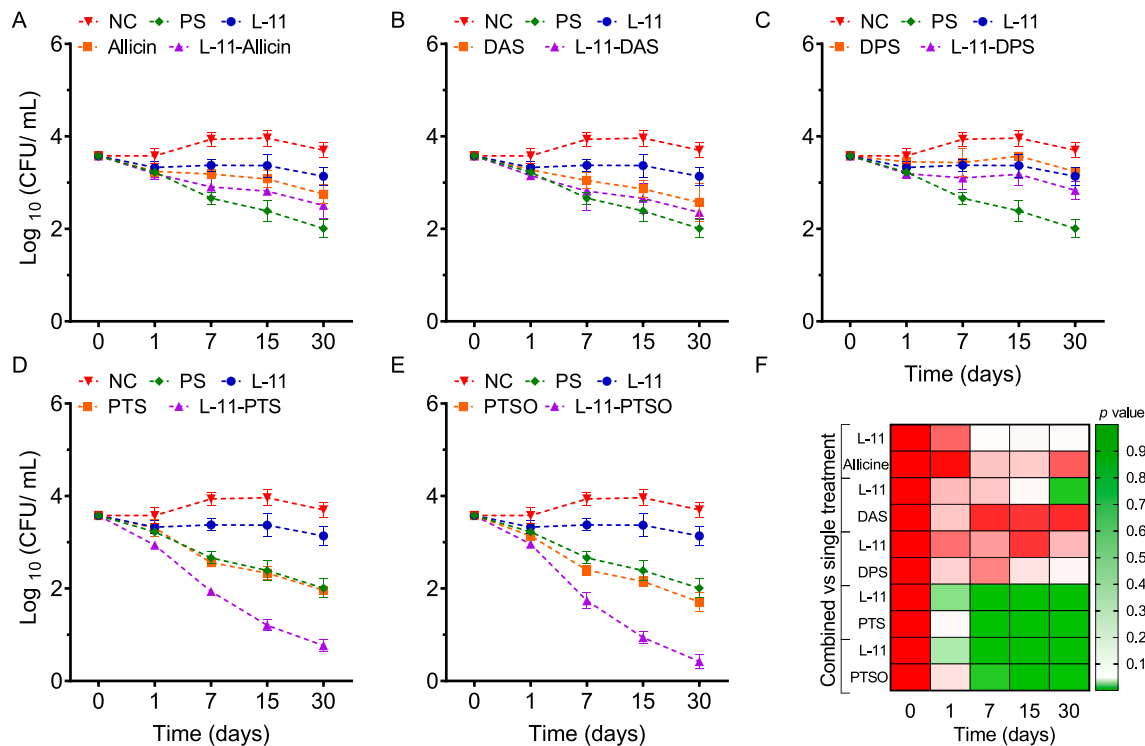 A
NC PS L-11
Allicin L-11-Allicin
6
4
2
0
Log 10 (CFU/ mL)
0 1 7 15 30
B
NC PS L-11
DAS L-11-DAS
6
4
2
0
0 1 7 15 30
C
NC PS L-11
DPS L-11-DPS
6
4
2
0
0 1 7 15 30
Time (days)
D
NC PS L-11
PTS L-11-PTS
6
4
2
0
Log 10 (CFU/ mL)
0 1 7 15 30
Time (days)
E
NC PS L-11
PTSO L-11-PTSO
6
4
2
0
0 1 7 15 30
Time (days)
F
p value
Combined vs single treatment
L-11
Allicine
L-11
DAS
L-11
DPS
L-11
PTS
L-11
PTSO
0.9
0.8
0.7
0.6
0.5
0.4
0.3
0.2
0.1
0 1 7 15 30
Time (days)